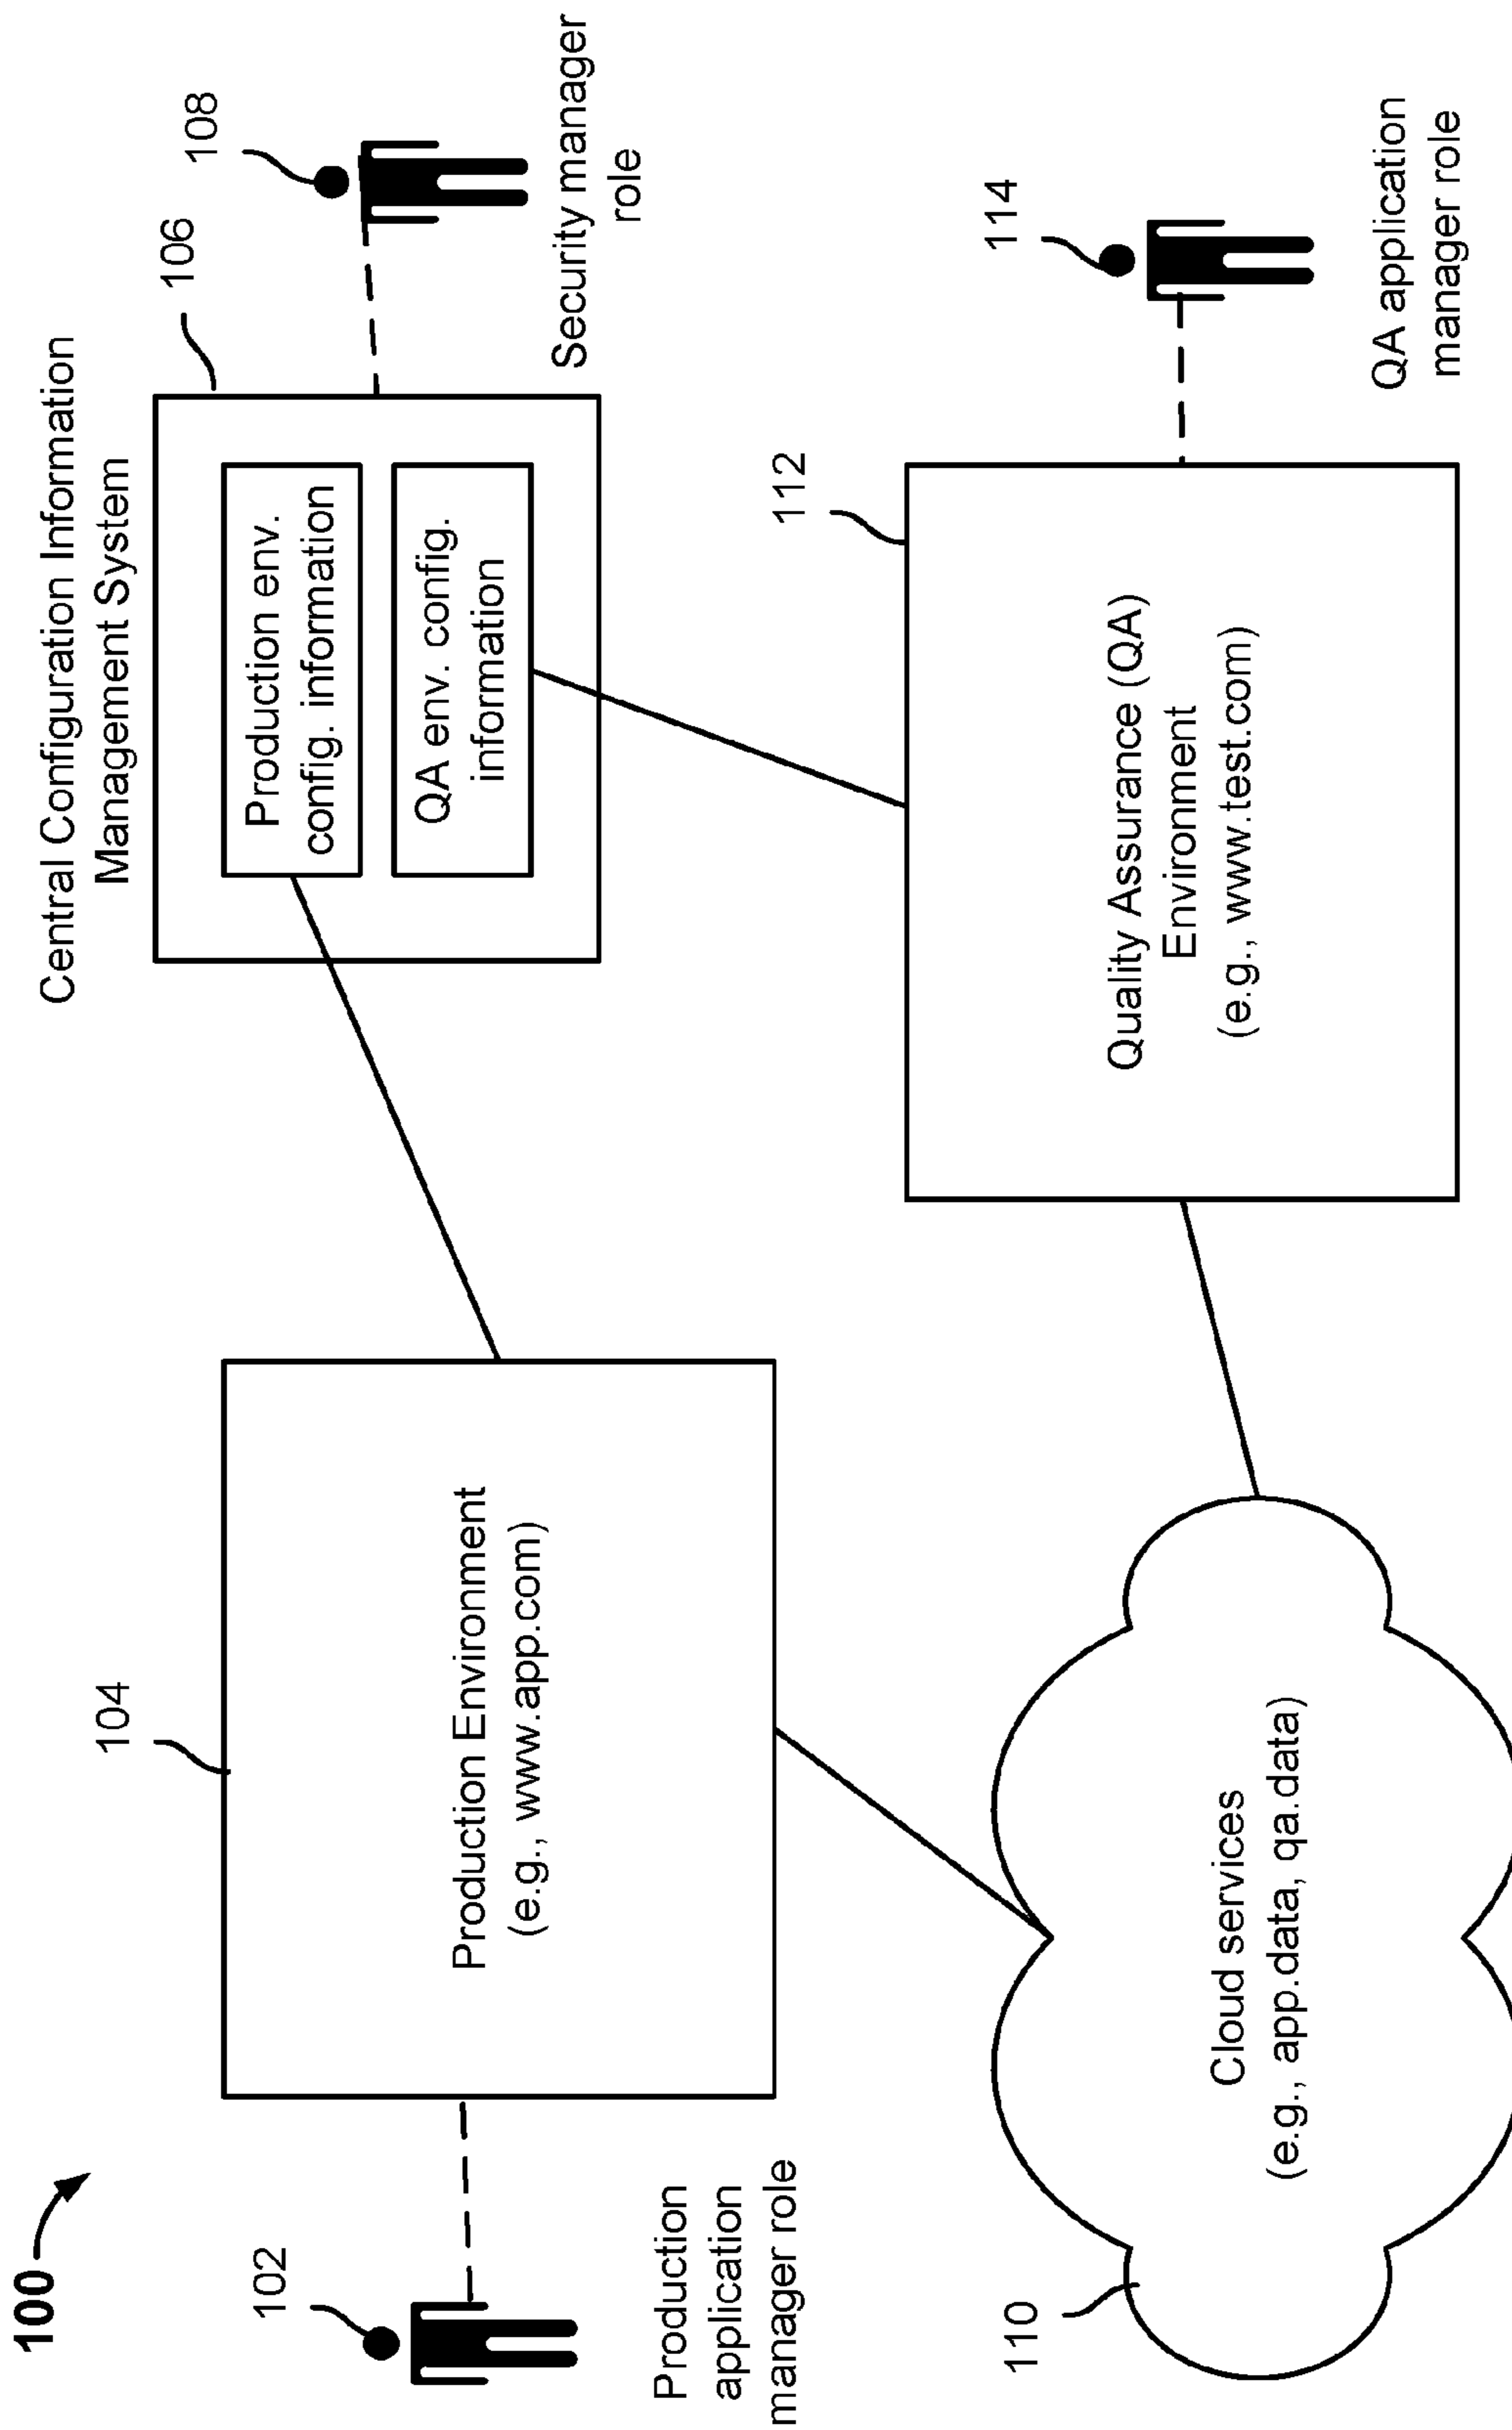 100
Central Configuration Information
Management System
106
108
Production env.
config. information
QA env. config.
information
Security manager
role
104
Production Environment
(e.g., www.app.com)
102
Production
application
manager role
112
Quality Assurance (QA)
Environment
(e.g., www.test.com)
114
QA application
manager role
110
Cloud services
(e.g., app.data, qa.data)